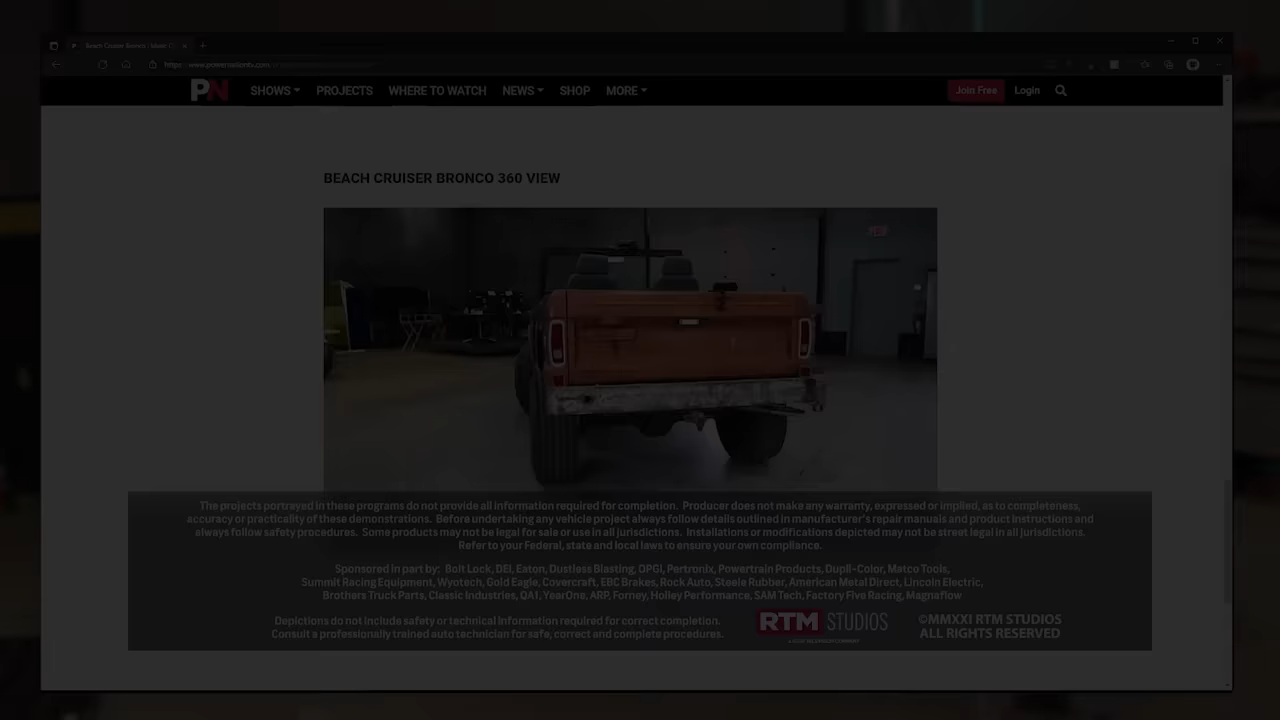 Beach Cruiser Bronco
https://www.powernationtv.com
PN
SHOWS PROJECTS WHERE TO WATCH NEWS SHOP MORE
Join Free Login
BEACH CRUISER BRONCO 360 VIEW
The projects portrayed in these programs do not provide all information required for completion. Producer does not make any warranty, expressed or implied, as to completeness,
accuracy or practicality of these demonstrations. Before undertaking any vehicle project always follow details outlined in manufacturer's repair manuals and product instructions and
always follow safety procedures. Some products may not be legal for sale or use in all jurisdictions. Installations or modifications depicted may not be street legal in all jurisdictions.
Refer to your Federal, state and local laws to ensure your own compliance.
Sponsored in part by: Bolt Lock, DEI, Eaton, Dustless Blasting, OPGI, Pertronix, Powertrain Products, Dupli-Color, Matco Tools,
Summit Racing Equipment, Wyotech, Gold Eagle, Covercraft, EBC Brakes, Rock Auto, Steele Rubber, American Metal Direct, Lincoln Electric,
Brothers Truck Parts, Classic Industries, QA1, YearOne, ARP, Forney, Holley Performance, SAM Tech, Factory Five Racing, Magnaflow
Depictions do not include safety or technical information required for correct completion.
Consult a professionally trained auto technician for safe, correct and complete procedures.
RTM STUDIOS
©MMXXI RTM STUDIOS
ALL RIGHTS RESERVED